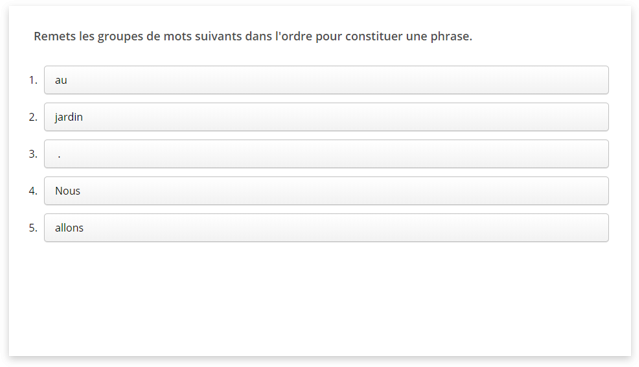 Remets les groupes de mots suivants dans l'ordre pour constituer une phrase.
1. au
2. jardin
3. .
4. Nous
5. allons